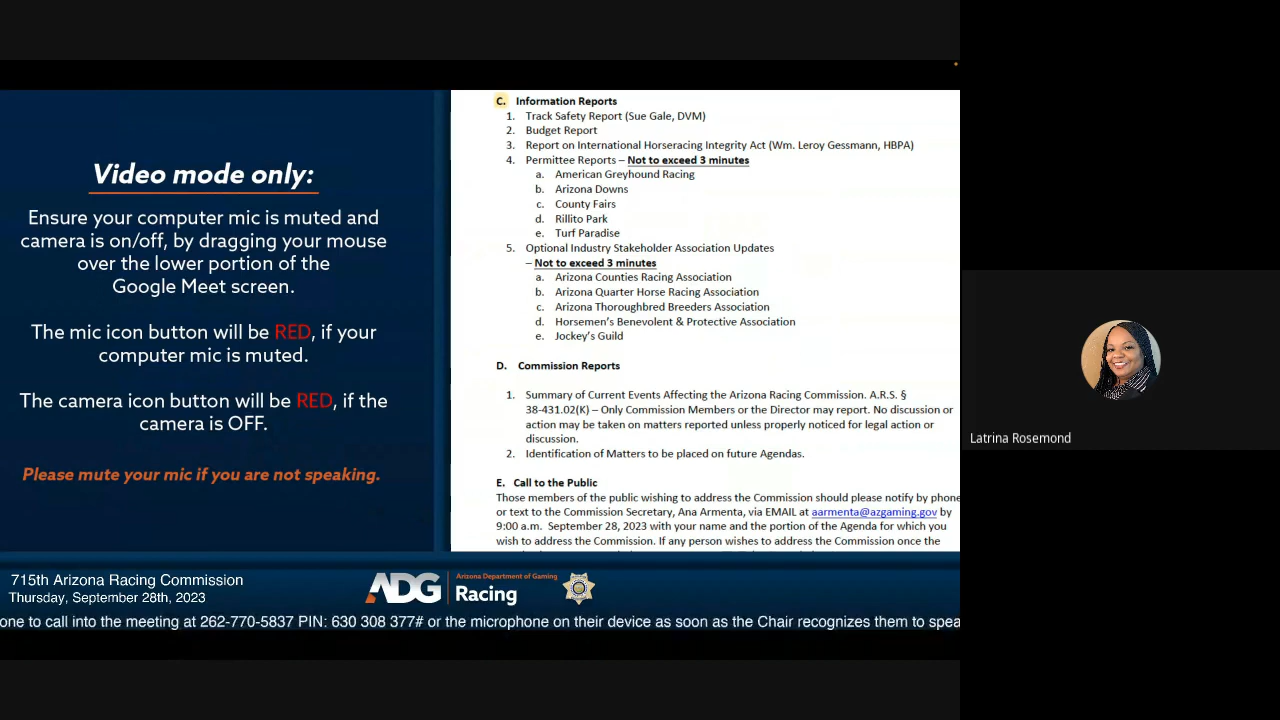 Video mode only:
Ensure your computer mic is muted and
camera is on/off, by dragging your mouse
over the lower portion of the
Google Meet screen.
The mic icon button will be RED, if your
computer mic is muted.
The camera icon button will be RED, if the
camera is OFF.
Please mute your mic if you are not speaking.
C. Information Reports
1. Track Safety Report (Sue Gale, DVM)
2. Budget Report
3. Report on International Horseracing Integrity Act (Wm. Leroy Gessmann, HBPA)
4. Permittee Reports – Not to exceed 3 minutes
a. American Greyhound Racing
b. Arizona Downs
c. County Fairs
d. Rillito Park
e. Turf Paradise
5. Optional Industry Stakeholder Association Updates
– Not to exceed 3 minutes
a. Arizona Counties Racing Association
b. Arizona Quarter Horse Racing Association
c. Arizona Thoroughbred Breeders Association
d. Horsemen's Benevolent & Protective Association
e. Jockey's Guild
D. Commission Reports
1. Summary of Current Events Affecting the Arizona Racing Commission. A.R.S. §
38-431.02(K) – Only Commission Members or the Director may report. No discussion or
action may be taken on matters reported unless properly noticed for legal action or
discussion.
2. Identification of Matters to be placed on future Agendas.
E. Call to the Public
Those members of the public wishing to address the Commission should please notify by phone
or text to the Commission Secretary, Ana Armenta, via EMAIL at aarmenta@azgaming.gov by
9:00 a.m. September 28, 2023 with your name and the portion of the Agenda for which you
wish to address the Commission. If any person wishes to address the Commission once the
Latrina Rosemond
715th Arizona Racing Commission
Thursday, September 28th, 2023
ADG
Arizona Department of Gaming
Racing
one to call into the meeting at 262-770-5837 PIN: 630 308 377# or the microphone on their device as soon as the Chair recognizes them to spea